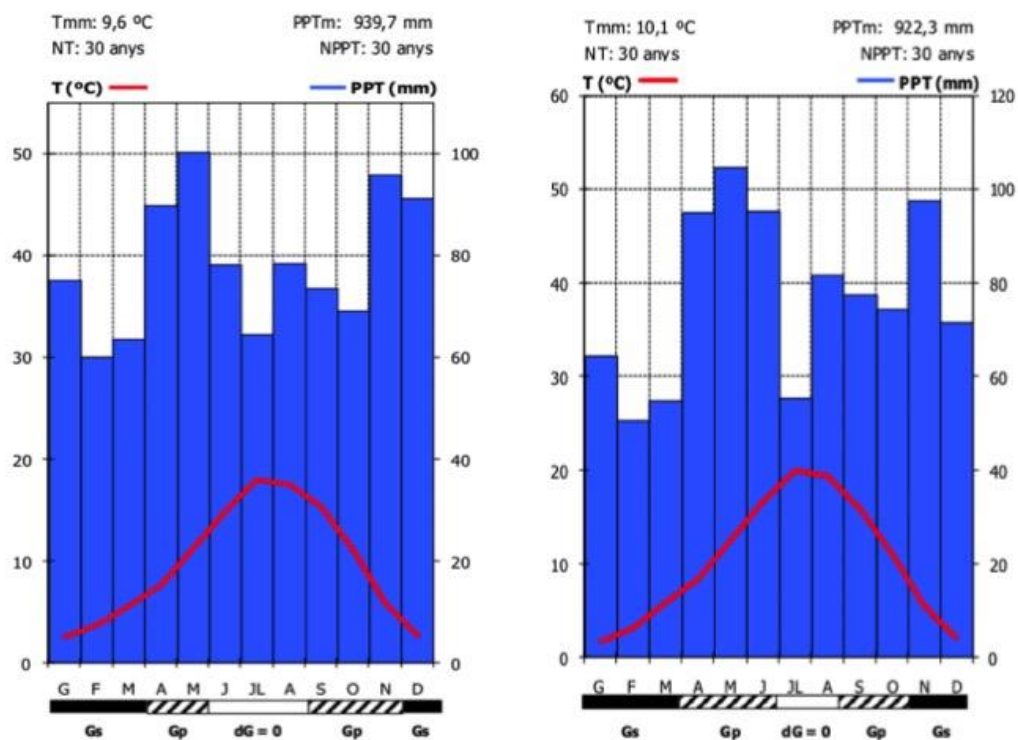 Tmm: 9,6 ºC PPTm: 939,7 mm
NT: 30 anys NPPT: 30 anys
T (ºC) PPT (mm)
50 100
40 80
30 60
20 40
10 20
0 0
G F M A M J JL A S O N D
Gs Gp dG = 0 Gp Gs
Tmm: 10,1 ºC PPTm: 922,3 mm
NT: 30 anys NPPT: 30 anys
T (ºC) PPT (mm)
60 120
50 100
40 80
30 60
20 40
10 20
0 0
G F M A M J JL A S O N D
Gs Gp dG = 0 Gp Gs